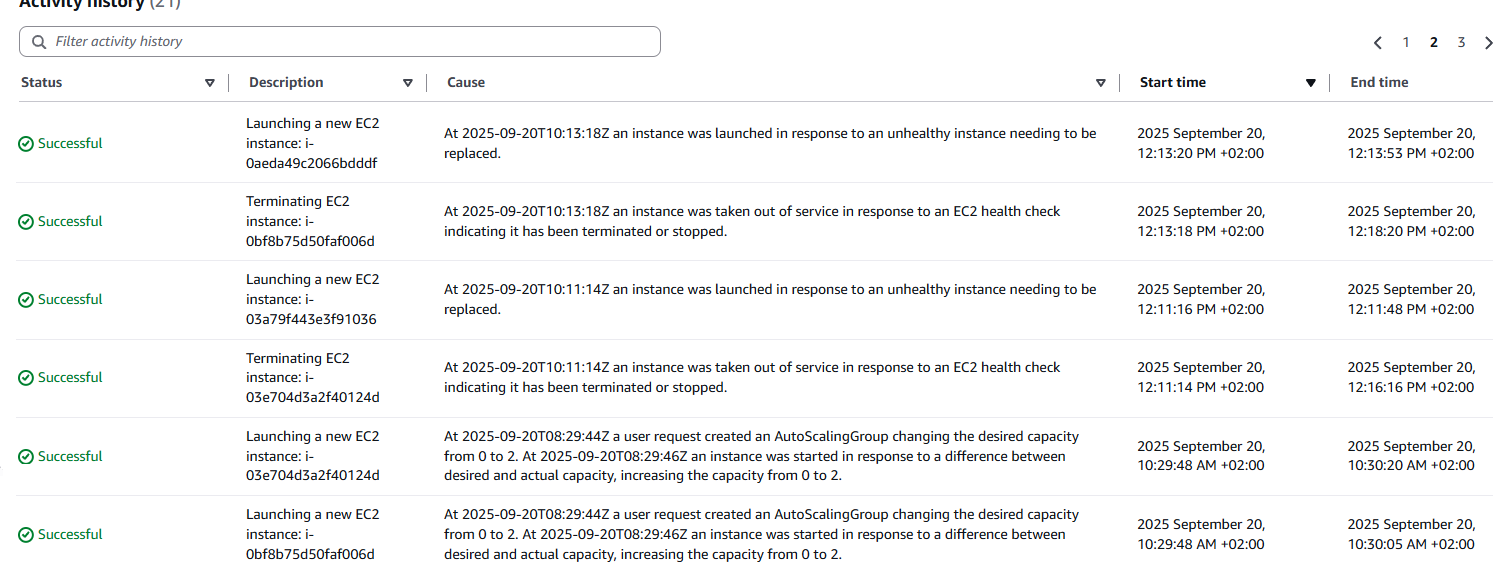 Activity history (21)
Filter activity history
1 2 3
Status Description Cause Start time End time
Successful
Launching a new EC2
instance: i-
0aeda49c2066bdddf
At 2025-09-20T10:13:18Z an instance was launched in response to an unhealthy instance needing to be
replaced.
2025 September 20,
12:13:20 PM +02:00
2025 September 20,
12:13:53 PM +02:00
Successful
Terminating EC2
instance: i-
0bf8b75d50faf006d
At 2025-09-20T10:13:18Z an instance was taken out of service in response to an EC2 health check
indicating it has been terminated or stopped.
2025 September 20,
12:13:18 PM +02:00
2025 September 20,
12:18:20 PM +02:00
Successful
Launching a new EC2
instance: i-
03a79f443e3f91036
At 2025-09-20T10:11:14Z an instance was launched in response to an unhealthy instance needing to be
replaced.
2025 September 20,
12:11:16 PM +02:00
2025 September 20,
12:11:48 PM +02:00
Successful
Terminating EC2
instance: i-
03e704d3a2f40124d
At 2025-09-20T10:11:14Z an instance was taken out of service in response to an EC2 health check
indicating it has been terminated or stopped.
2025 September 20,
12:11:14 PM +02:00
2025 September 20,
12:16:16 PM +02:00
Successful
Launching a new EC2
instance: i-
03e704d3a2f40124d
At 2025-09-20T08:29:44Z a user request created an AutoScalingGroup changing the desired capacity
from 0 to 2. At 2025-09-20T08:29:46Z an instance was started in response to a difference between
desired and actual capacity, increasing the capacity from 0 to 2.
2025 September 20,
10:29:48 AM +02:00
2025 September 20,
10:30:20 AM +02:00
Successful
Launching a new EC2
instance: i-
0bf8b75d50faf006d
At 2025-09-20T08:29:44Z a user request created an AutoScalingGroup changing the desired capacity
from 0 to 2. At 2025-09-20T08:29:46Z an instance was started in response to a difference between
desired and actual capacity, increasing the capacity from 0 to 2.
2025 September 20,
10:29:48 AM +02:00
2025 September 20,
10:30:05 AM +02:00